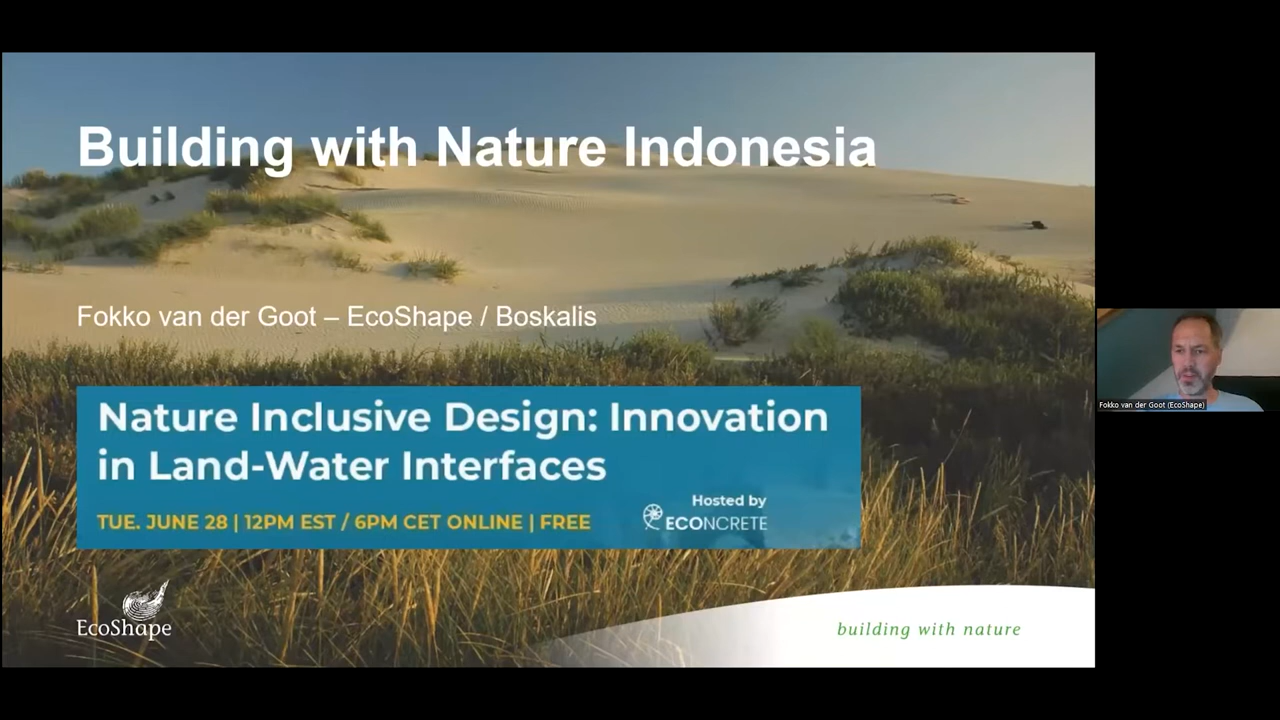 Building with Nature Indonesia
Fokko van der Goot – EcoShape / Boskalis
Nature Inclusive Design: Innovation
in Land-Water Interfaces
TUE. JUNE 28 | 12PM EST / 6PM CET ONLINE | FREE
Hosted by
ECONCRETE
EcoShape
building with nature
Fokko van der Goot (EcoShape)